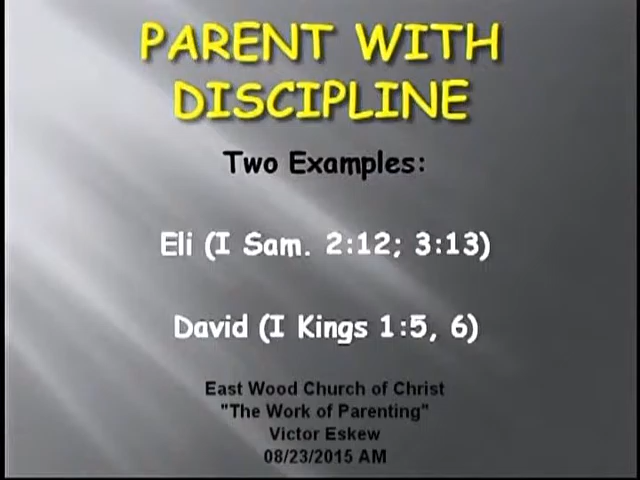 PARENT WITH
DISCIPLINE
Two Examples:
Eli (I Sam. 2:12; 3:13)
David (I Kings 1:5, 6)
East Wood Church of Christ
"The Work of Parenting"
Victor Eskew
08/23/2015 AM